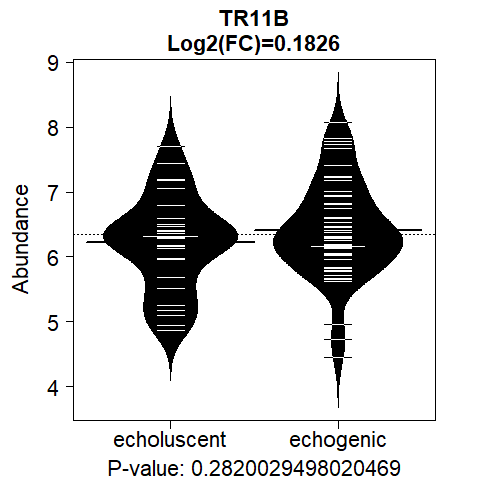 TR11B
Log2(FC)=0.1826
9
8
7
6
5
4
Abundance
echoluscent echogenic
P-value: 0.2820029498020469